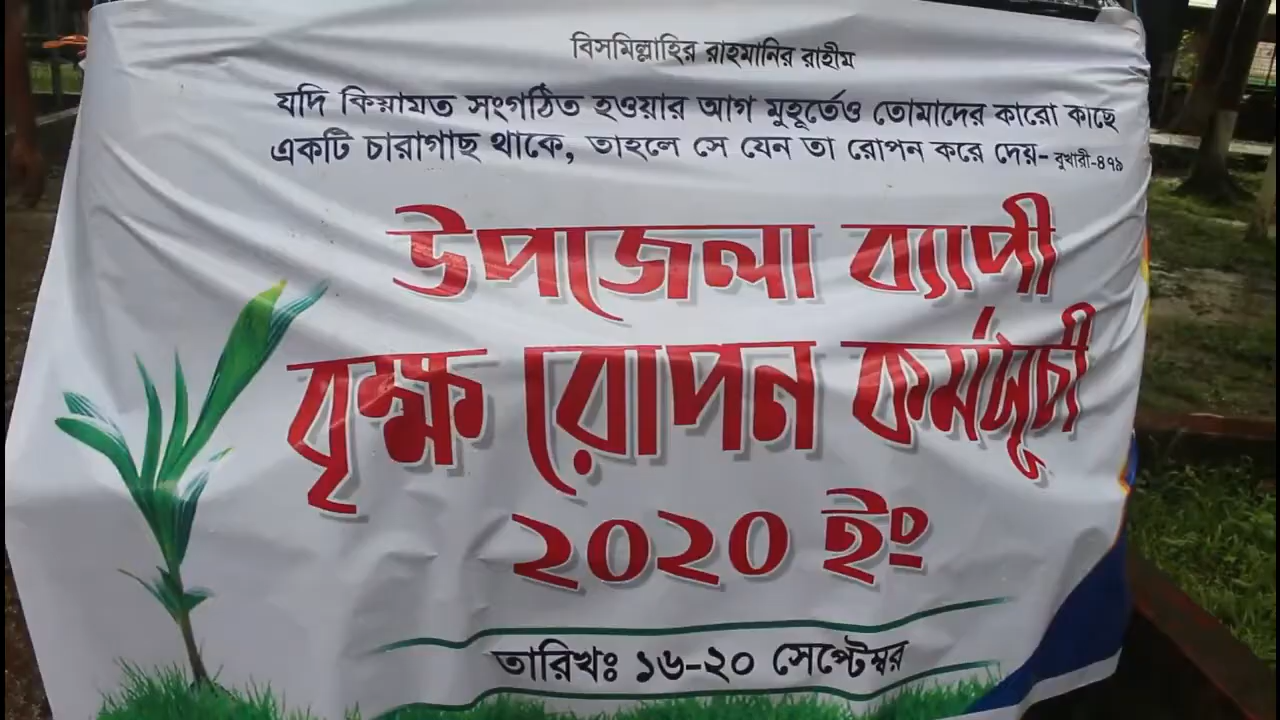 বিসমিল্লাহির রাহমানির রাহীম
যদি কিয়ামত সংগঠিত হওয়ার আগ মুহূর্তেও তোমাদের কারো কাছে
একটি চারাগাছ থাকে, তাহলে সে যেন তা রোপন করে দেয়- বুখারী-৪৭৯
উপজেলা ব্যাপী
বৃক্ষ রোপন কর্মসূচী
২০২০ ইং
তারিখঃ ১৬-২০ সেপ্টেম্বর